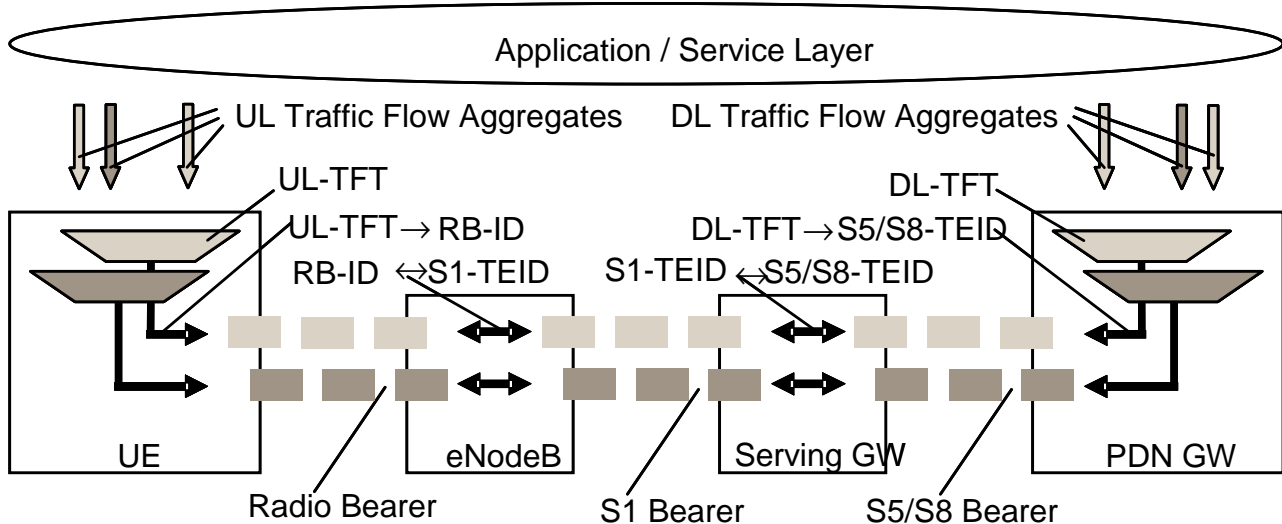 Application / Service Layer
UL Traffic Flow Aggregates
DL Traffic Flow Aggregates
UL-TFT
DL-TFT
UL-TFT → RB-ID
DL-TFT → S5/S8-TEID
RB-ID ↔ S1-TEID
S1-TEID ↔ S5/S8-TEID
UE
eNodeB
Serving GW
PDN GW
Radio Bearer
S1 Bearer
S5/S8 Bearer